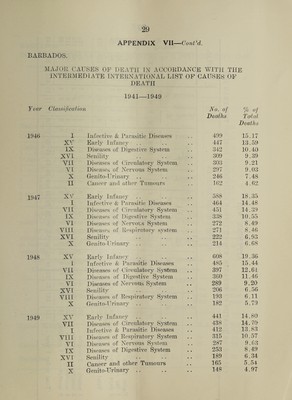 29
APPENDIX VII—Cont'd.
BARBADOS.
MAJOR CAUSES OF DEATH IN ACCORDANCE WITH THE
INTERMEDIATE INTERNATIONAL LIST OF CAUSES OF
DEATH
1941—1949
Year Classification No. of Deaths % of Total Deaths
1946 I Infective & Parasitic Diseases .. 499 15.17
XV Early Infancy .. .. .. 447 13.59
IX Diseases of Digestive System .. 342 10.40
XVI Senility .. .. .. 309 9.39
VII Diseases of Circulatory System .. 303 9.21
VI Diseases of Nervous System .. 297 9.03
X Genito-Urinary .. .. .. 246 7.48
II Cancer and other Tumours .. 162 4.62
1947 XV Early Infancy .. .. .. 588 18.35
I Infective & Parasitic Diseases .. 464 14.48
VII Diseases of Circulatory System .. 451 14.39
IX Diseases of Digestive System .. 338 10.55
VI Diseases of Nervous System .. 272 8.49
VIII Diseases of Respiratory system .. 271 8.46
XVI Senility .. .. .. 222 6.93
X Genito-Urinary .. .. .. 214 6.68
1948 XV Early Infancy .. .. .. 608 19.36
I Infective & Parasitic Diseases .. 485 15.44
VII Diseases of Circulatory System .. 397 12.64
IX Diseases of Digestive System .. 360 11.46
VI Diseases of Nervous System .. 289 9.20
XVI Senility .. .. .. 206 6.56
VIII Diseases of Respiratory System .. 193 6.11
X Genito-Urinary .. .. .. 182 5.79
1949 XV Early Infancy .. .. .. 441 14.80
VII Diseases of Circulatory System .. 438 14.70
I Infective & Parasitic Diseases .. 412 13.83
VIII Diseases of Respiratory System .. 315 10.57
VI Diseases of Nervous System .. 287 9.63
IX Diseases of Digestive System .. 253 8.49
XVI Senility .. .. .. 189 6.34
II Cancer and other Tumours .. 165 5.54
X Genito-Urinary .. .. .. 148 4.97